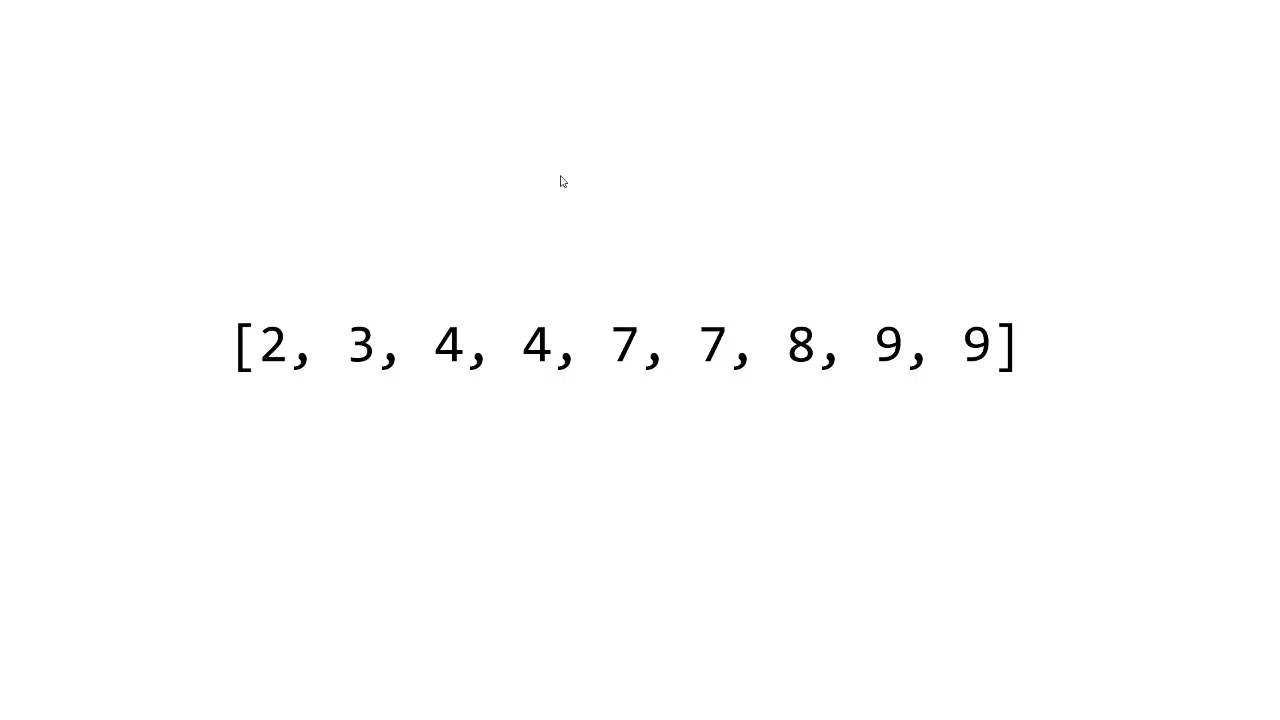 [2, 3, 4, 4, 7, 7, 8, 9, 9]